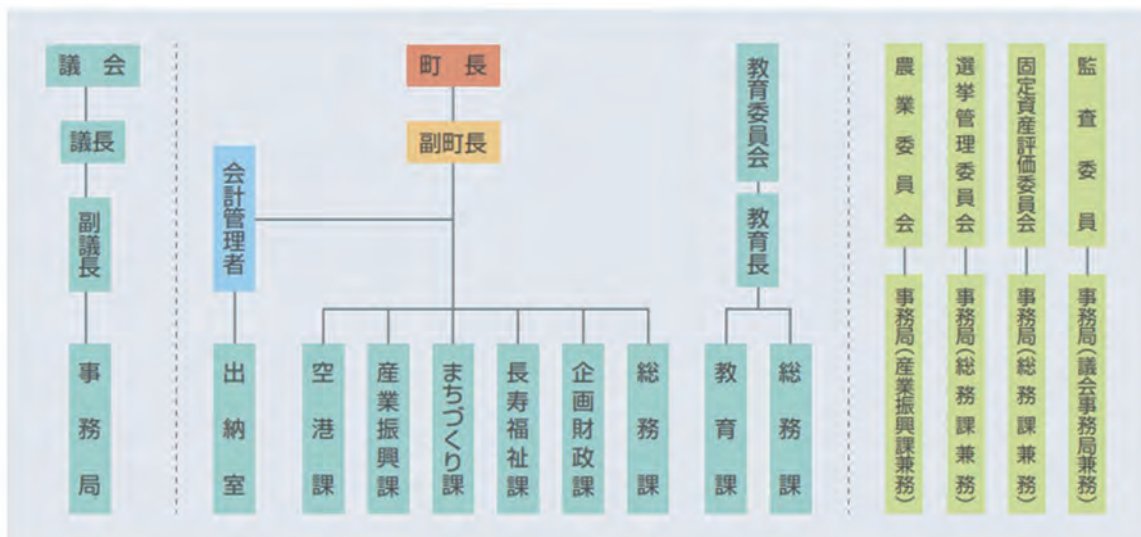 議会
議長
副議長
事務局
町長
副町長
会計管理者
出納室
空港課
産業振興課
まちづくり課
長寿福祉課
企画財政課
総務課
教育委員会
教育長
教育課
総務課
農業委員会
事務局(産業振興課兼務)
選挙管理委員会
事務局(総務課兼務)
固定資産評価委員会
事務局(総務課兼務)
監査委員
事務局(議会事務局兼務)